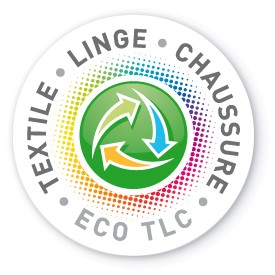 • TEXTILE • LINGE • CHAUSSURE
• ECO TLC •